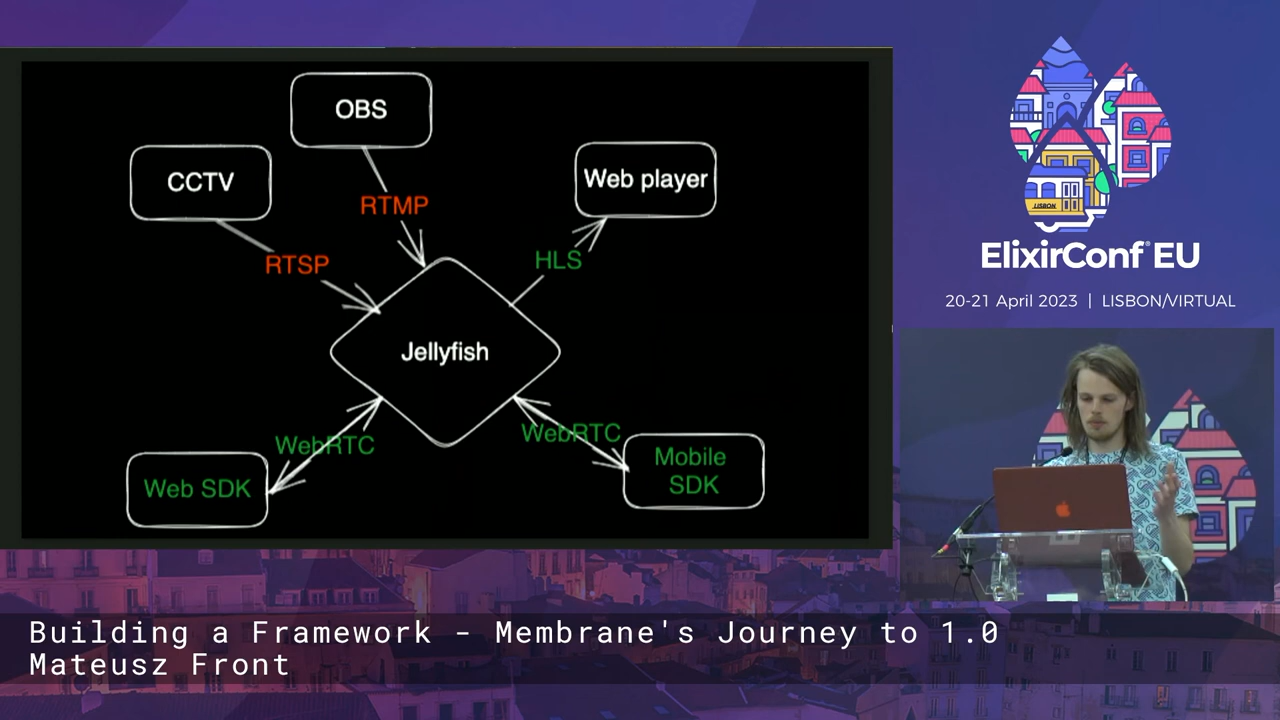 OBS
CCTV
Web player
RTMP
RTSP
HLS
Jellyfish
WebRTC
WebRTC
Web SDK
Mobile
SDK
LISBON
ElixirConf® EU
20-21 April 2023 | LISBON/VIRTUAL
Building a Framework - Membrane's Journey to 1.0
Mateusz Front